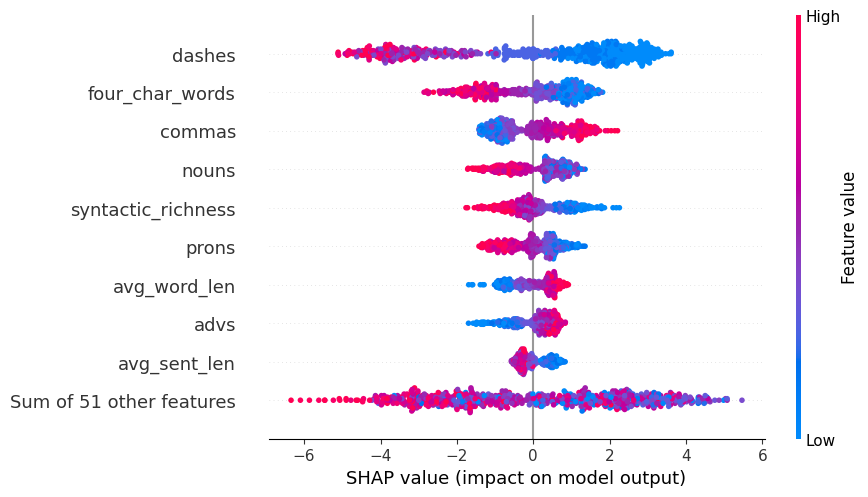 High
dashes
four_char_words
commas
nouns
syntactic_richness
prons
avg_word_len
advs
avg_sent_len
Sum of 51 other features
Feature value
Low
−6 −4 −2 0 2 4 6
SHAP value (impact on model output)